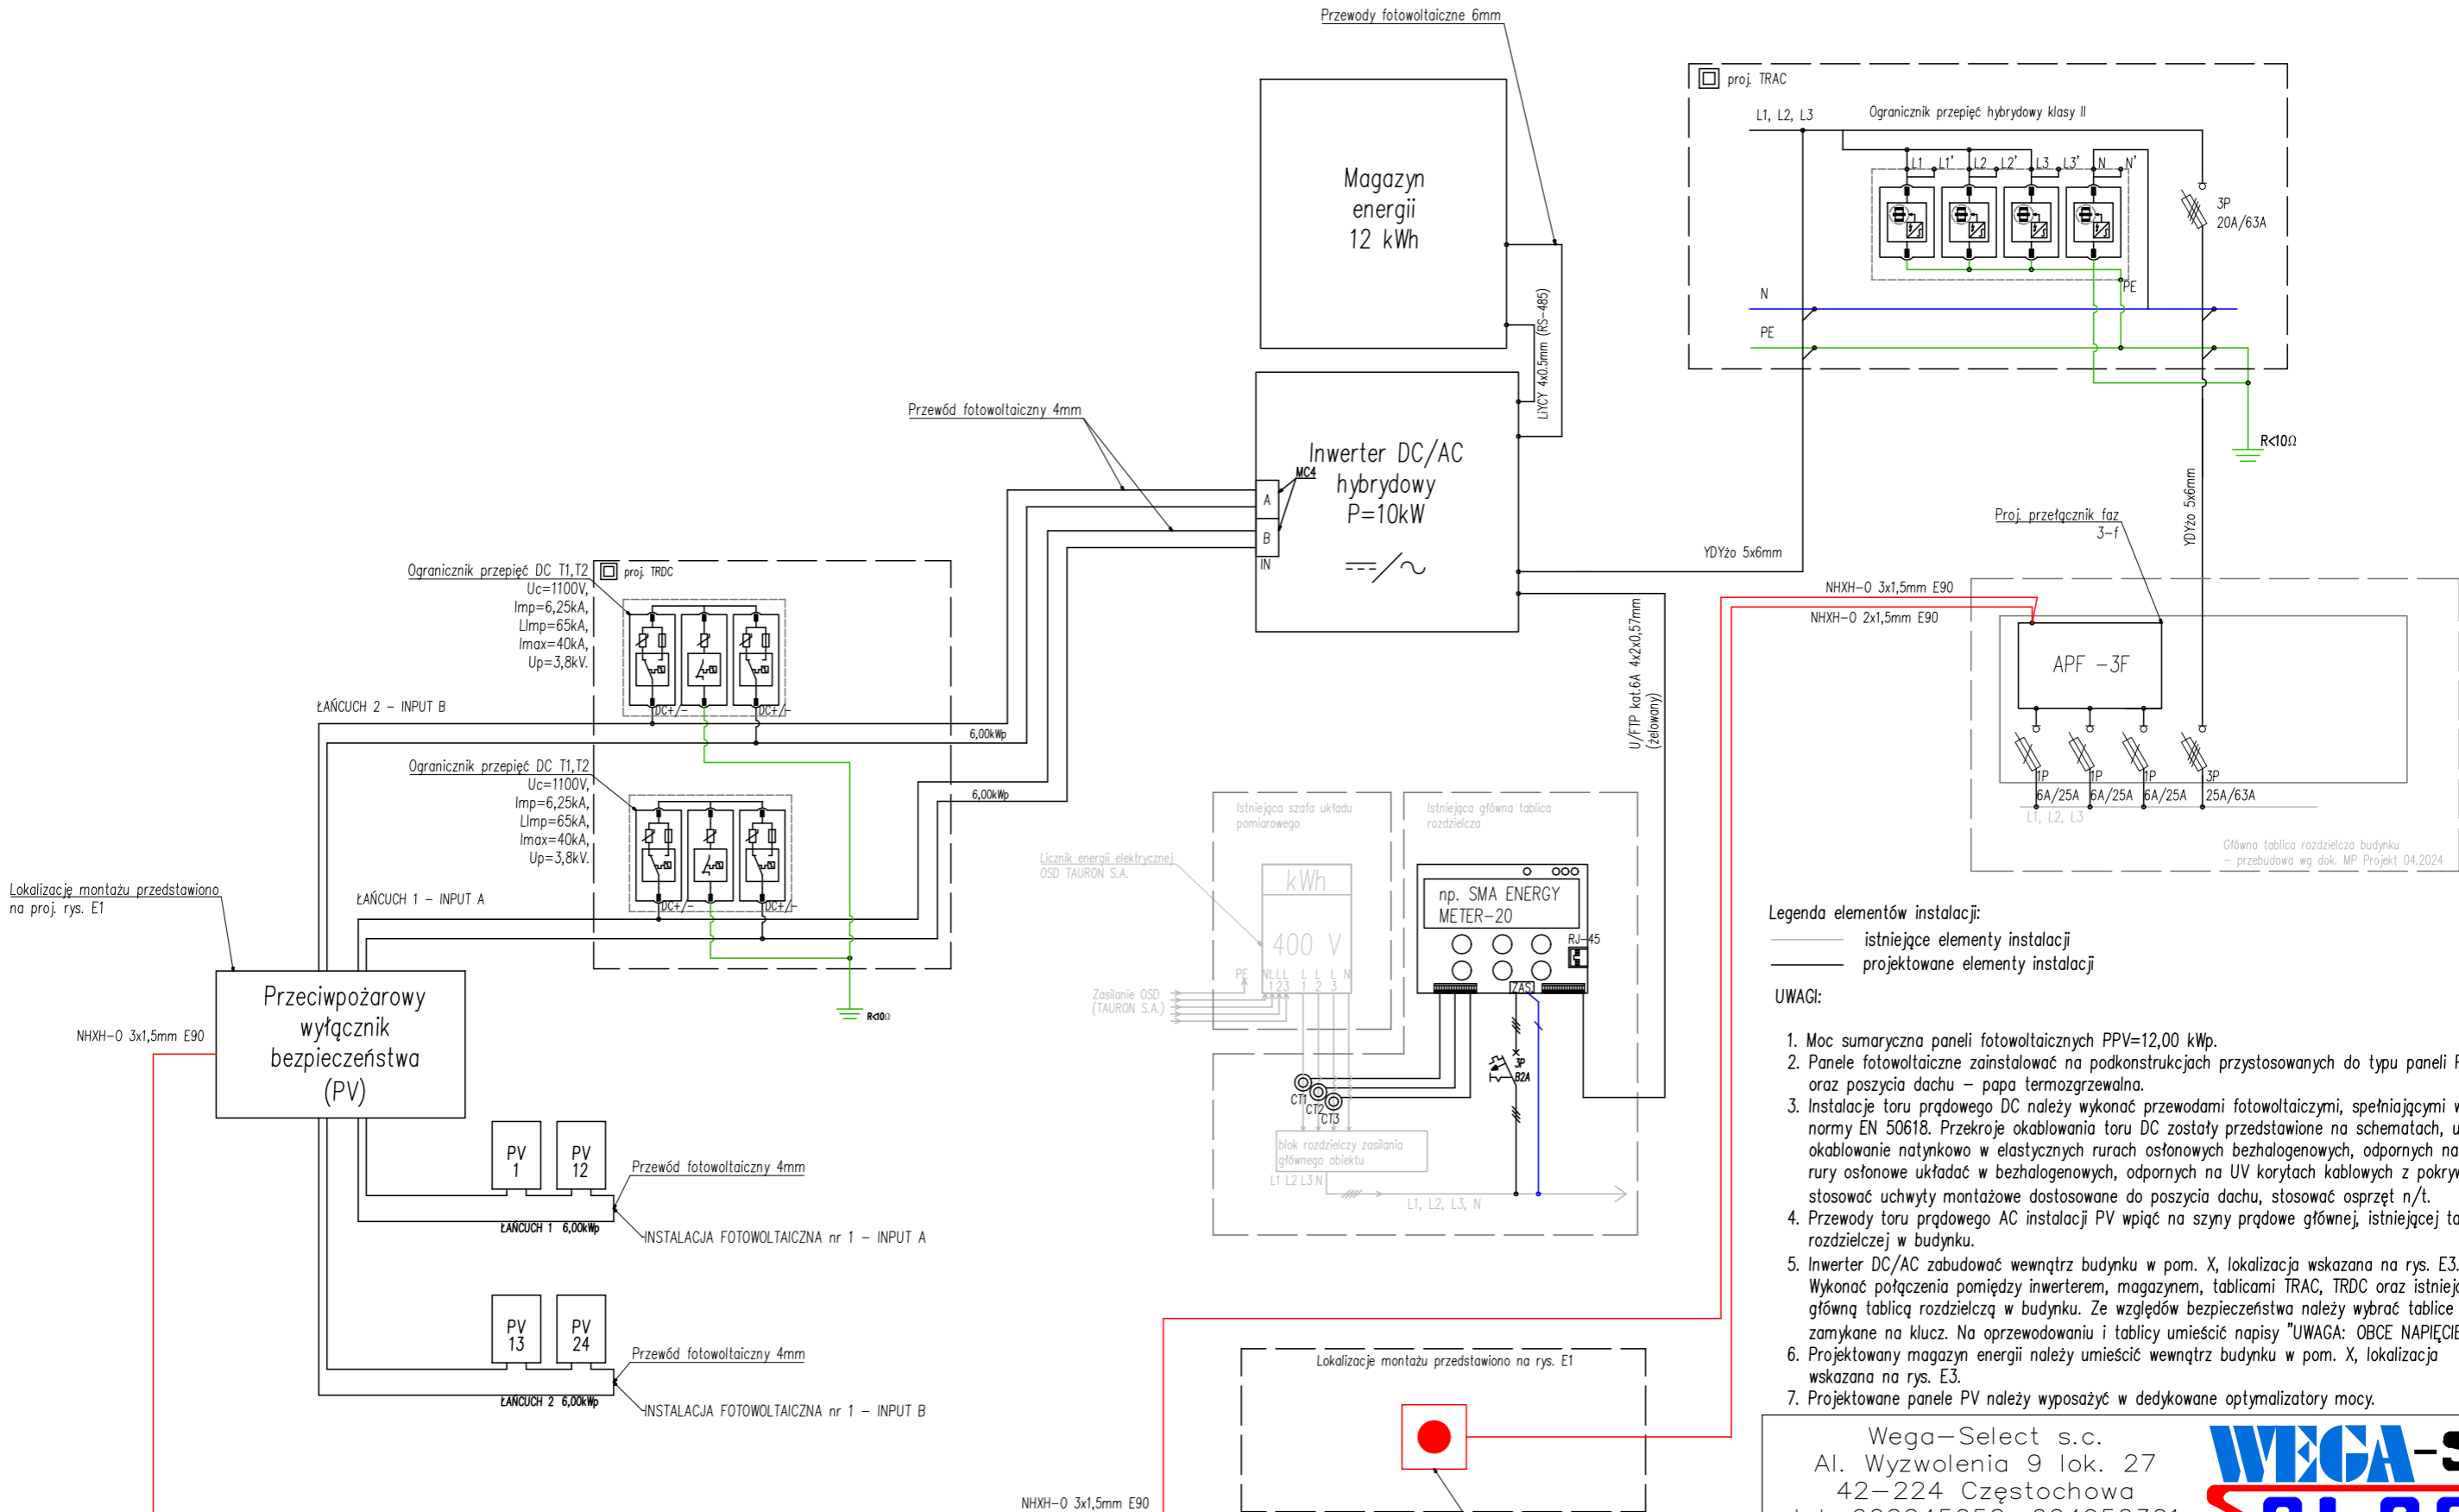 Przewody fotowoltaiczne 6mm
Magazyn
energii
12 kWh
LiYCY 4x0.5mm (RS-485)
proj. TRAC
L1, L2, L3
Ogranicznik przepięć hybrydowy klasy II
L1 L1' L2 L2' L3 L3' N N'
3P
20A/63A
PE
N
PE
R<10Ω
YDYżo 5x6mm
Przewód fotowoltaiczny 4mm
Inwerter DC/AC
hybrydowy
P=10kW
MC4
A
B
IN
YDYżo 5x6mm
U/FTP kat.6A 4x2x0,57mm
(żelowany)
Proj. przełącznik faz
3-f
NHXH-O 3x1,5mm E90
NHXH-O 2x1,5mm E90
APF -3F
1P
6A/25A
1P
6A/25A
1P
6A/25A
3P
25A/63A
L1, L2, L3
Główna tablica rozdzielcza budynku
- przebudowa wg dok. MP Projekt 04.2024
proj. TRDC
Ogranicznik przepięć DC T1,T2
Uc=1100V,
Imp=6,25kA,
LImp=65kA,
Imax=40kA,
Up=3,8kV.
DC+/-
DC+/-
ŁAŃCUCH 2 - INPUT B
6,00kWp
Ogranicznik przepięć DC T1,T2
Uc=1100V,
Imp=6,25kA,
LImp=65kA,
Imax=40kA,
Up=3,8kV.
DC+/-
DC+/-
6,00kWp
ŁAŃCUCH 1 - INPUT A
R<10Ω
Lokalizację montażu przedstawiono
na proj. rys. E1
Przeciwpożarowy
wyłącznik
bezpieczeństwa
(PV)
NHXH-O 3x1,5mm E90
PV
1
PV
12
Przewód fotowoltaiczny 4mm
ŁAŃCUCH 1 6,00kWp
INSTALACJA FOTOWOLTAICZNA nr 1 - INPUT A
PV
13
PV
24
Przewód fotowoltaiczny 4mm
ŁAŃCUCH 2 6,00kWp
INSTALACJA FOTOWOLTAICZNA nr 1 - INPUT B
Istniejąca szafa układu
pomiarowego
Istniejąca główna tablica
rozdzielcza
Licznik energii elektrycznej
OSD TAURON S.A.
kWh
400 V
PE
NLLL L L L N
123 1 2 3
Zasilanie OSD
(TAURON S.A.)
np. SMA ENERGY
METER-20
RJ-45
ZAS.
3P
B2A
CT1
CT2
CT3
blok rozdzielczy zasilania
głównego obiektu
L1 L2 L3 N
L1, L2, L3, N
Legenda elementów instalacji:
istniejące elementy instalacji
projektowane elementy instalacji
UWAGI:
1. Moc sumaryczna paneli fotowoltaicznych PPV=12,00 kWp.
2. Panele fotowoltaiczne zainstalować na podkonstrukcjach przystosowanych do typu paneli
oraz poszycia dachu - papa termozgrzewalna.
3. Instalacje toru prądowego DC należy wykonać przewodami fotowoltaiczymi, spełniającymi
normy EN 50618. Przekroje okablowania toru DC zostały przedstawione na schematach,
okablowanie natynkowo w elastycznych rurach osłonowych bezhalogenowych, odpornych na
rury osłonowe układać w bezhalogenowych, odpornych na UV korytach kablowych z
stosować uchwyty montażowe dostosowane do poszycia dachu, stosować osprzęt n/t.
4. Przewody toru prądowego AC instalacji PV wpiąć na szyny prądowe głównej, istniejącej
rozdzielczej w budynku.
5. Inwerter DC/AC zabudować wewnątrz budynku w pom. X, lokalizacja wskazana na rys. E3.
Wykonać połączenia pomiędzy inwerterem, magazynem, tablicami TRAC, TRDC oraz
główną tablicą rozdzielczą w budynku. Ze względów bezpieczeństwa należy wybrać tablice
zamykane na klucz. Na oprzewodowaniu i tablicy umieścić napisy "UWAGA: OBCE NAPIĘCIE
6. Projektowany magazyn energii należy umieścić wewnątrz budynku w pom. X, lokalizacja
wskazana na rys. E3.
7. Projektowane panele PV należy wyposażyć w dedykowane optymalizatory mocy.
Lokalizacje montażu przedstawiono na rys. E1
NHXH-O 3x1,5mm E90
Wega-Select s.c.
Al. Wyzwolenia 9 lok. 27
42-224 Częstochowa
WEGA-S